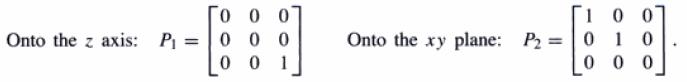 Onto the z axis: P₁ = [0 0 0; 0 0 0; 0 0 1] Onto the xy plane: P₂ = [1 0 0; 0 1 0; 0 0 0].